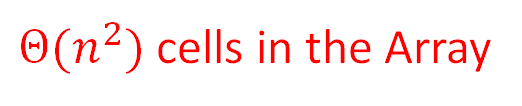 Θ(n²) cells in the Array